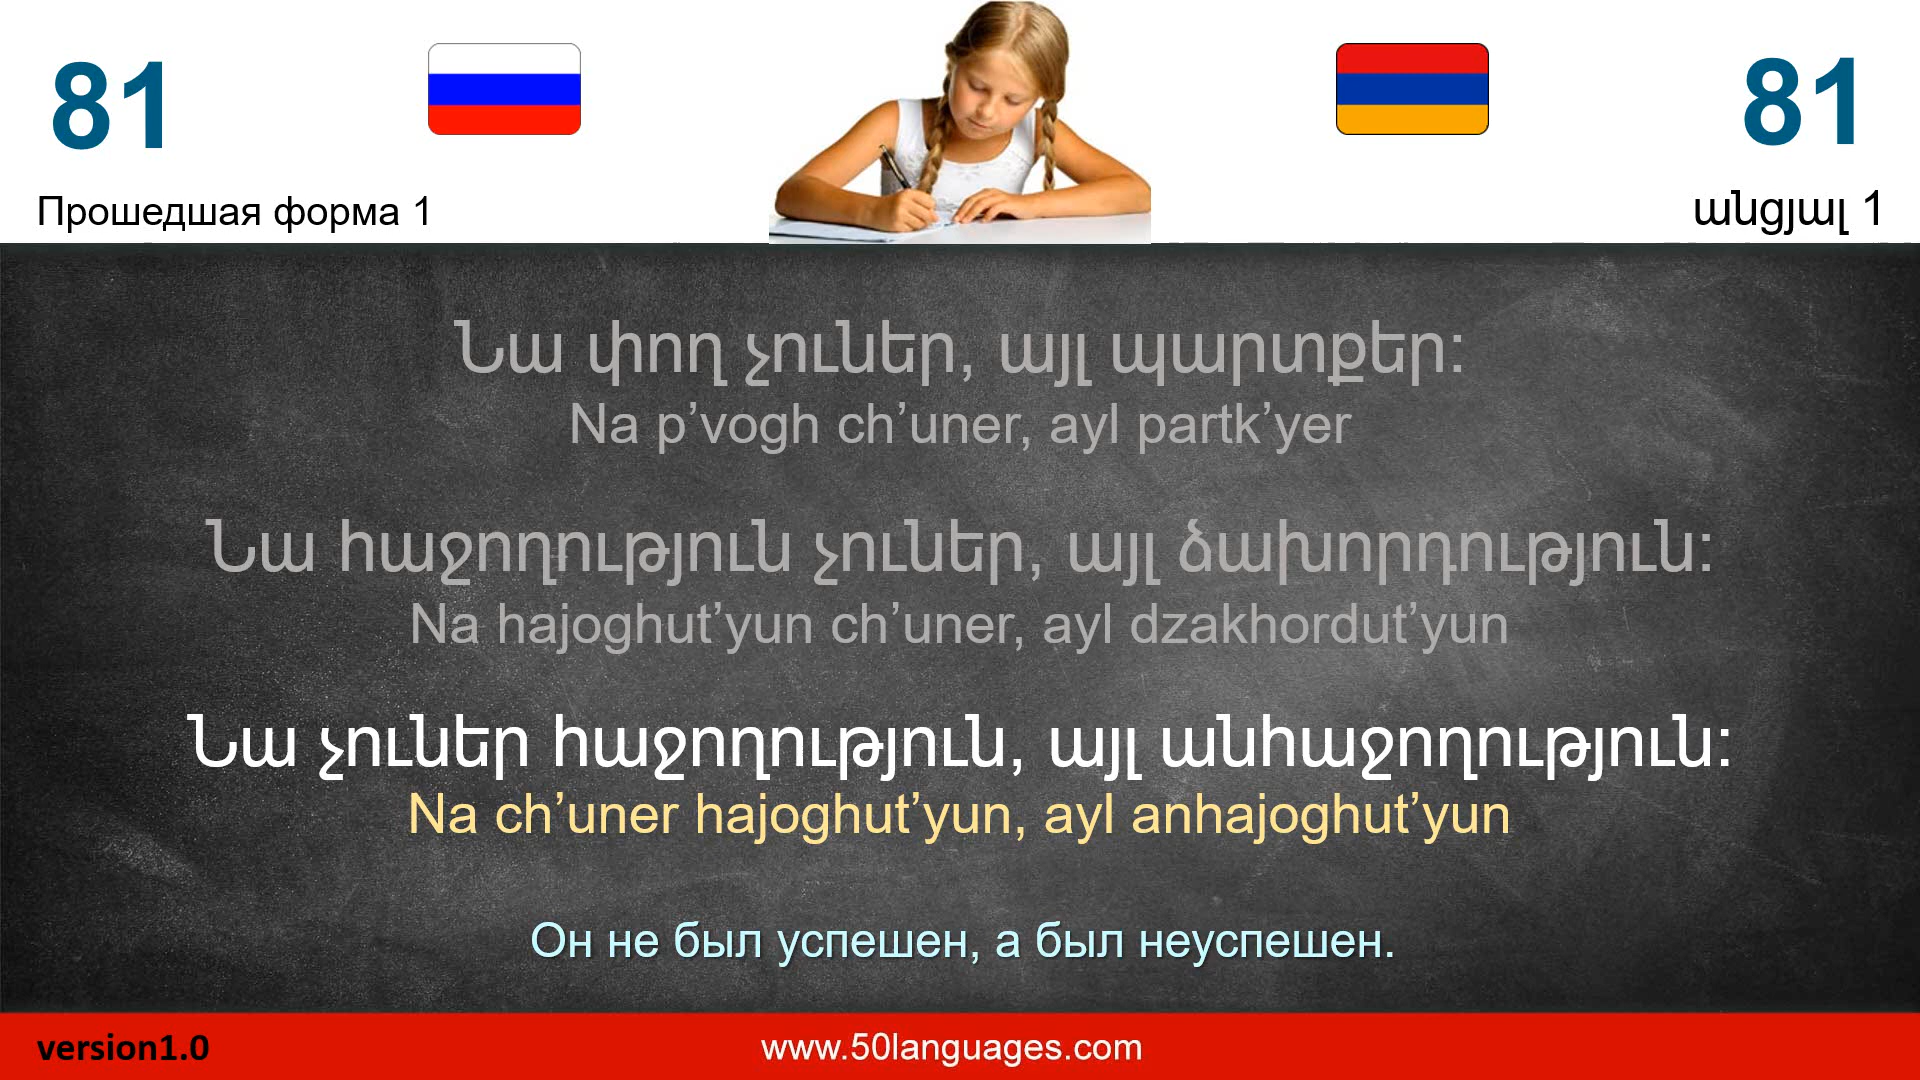 81
81
Прошедшая форма 1
անցյալ 1
Նա փող չուներ, այլ պարտքեր:
Na p’vogh ch’uner, ayl partk’yer
Նա հաջողություն չուներ, այլ ձախորդություն:
Na hajoghut’yun ch’uner, ayl dzakhordut’yun
Նա չուներ հաջողություն, այլ անհաջողություն:
Na ch’uner hajoghut’yun, ayl anhajoghut’yun
Он не был успешен, а был неуспешен.
version1.0
www.50languages.com